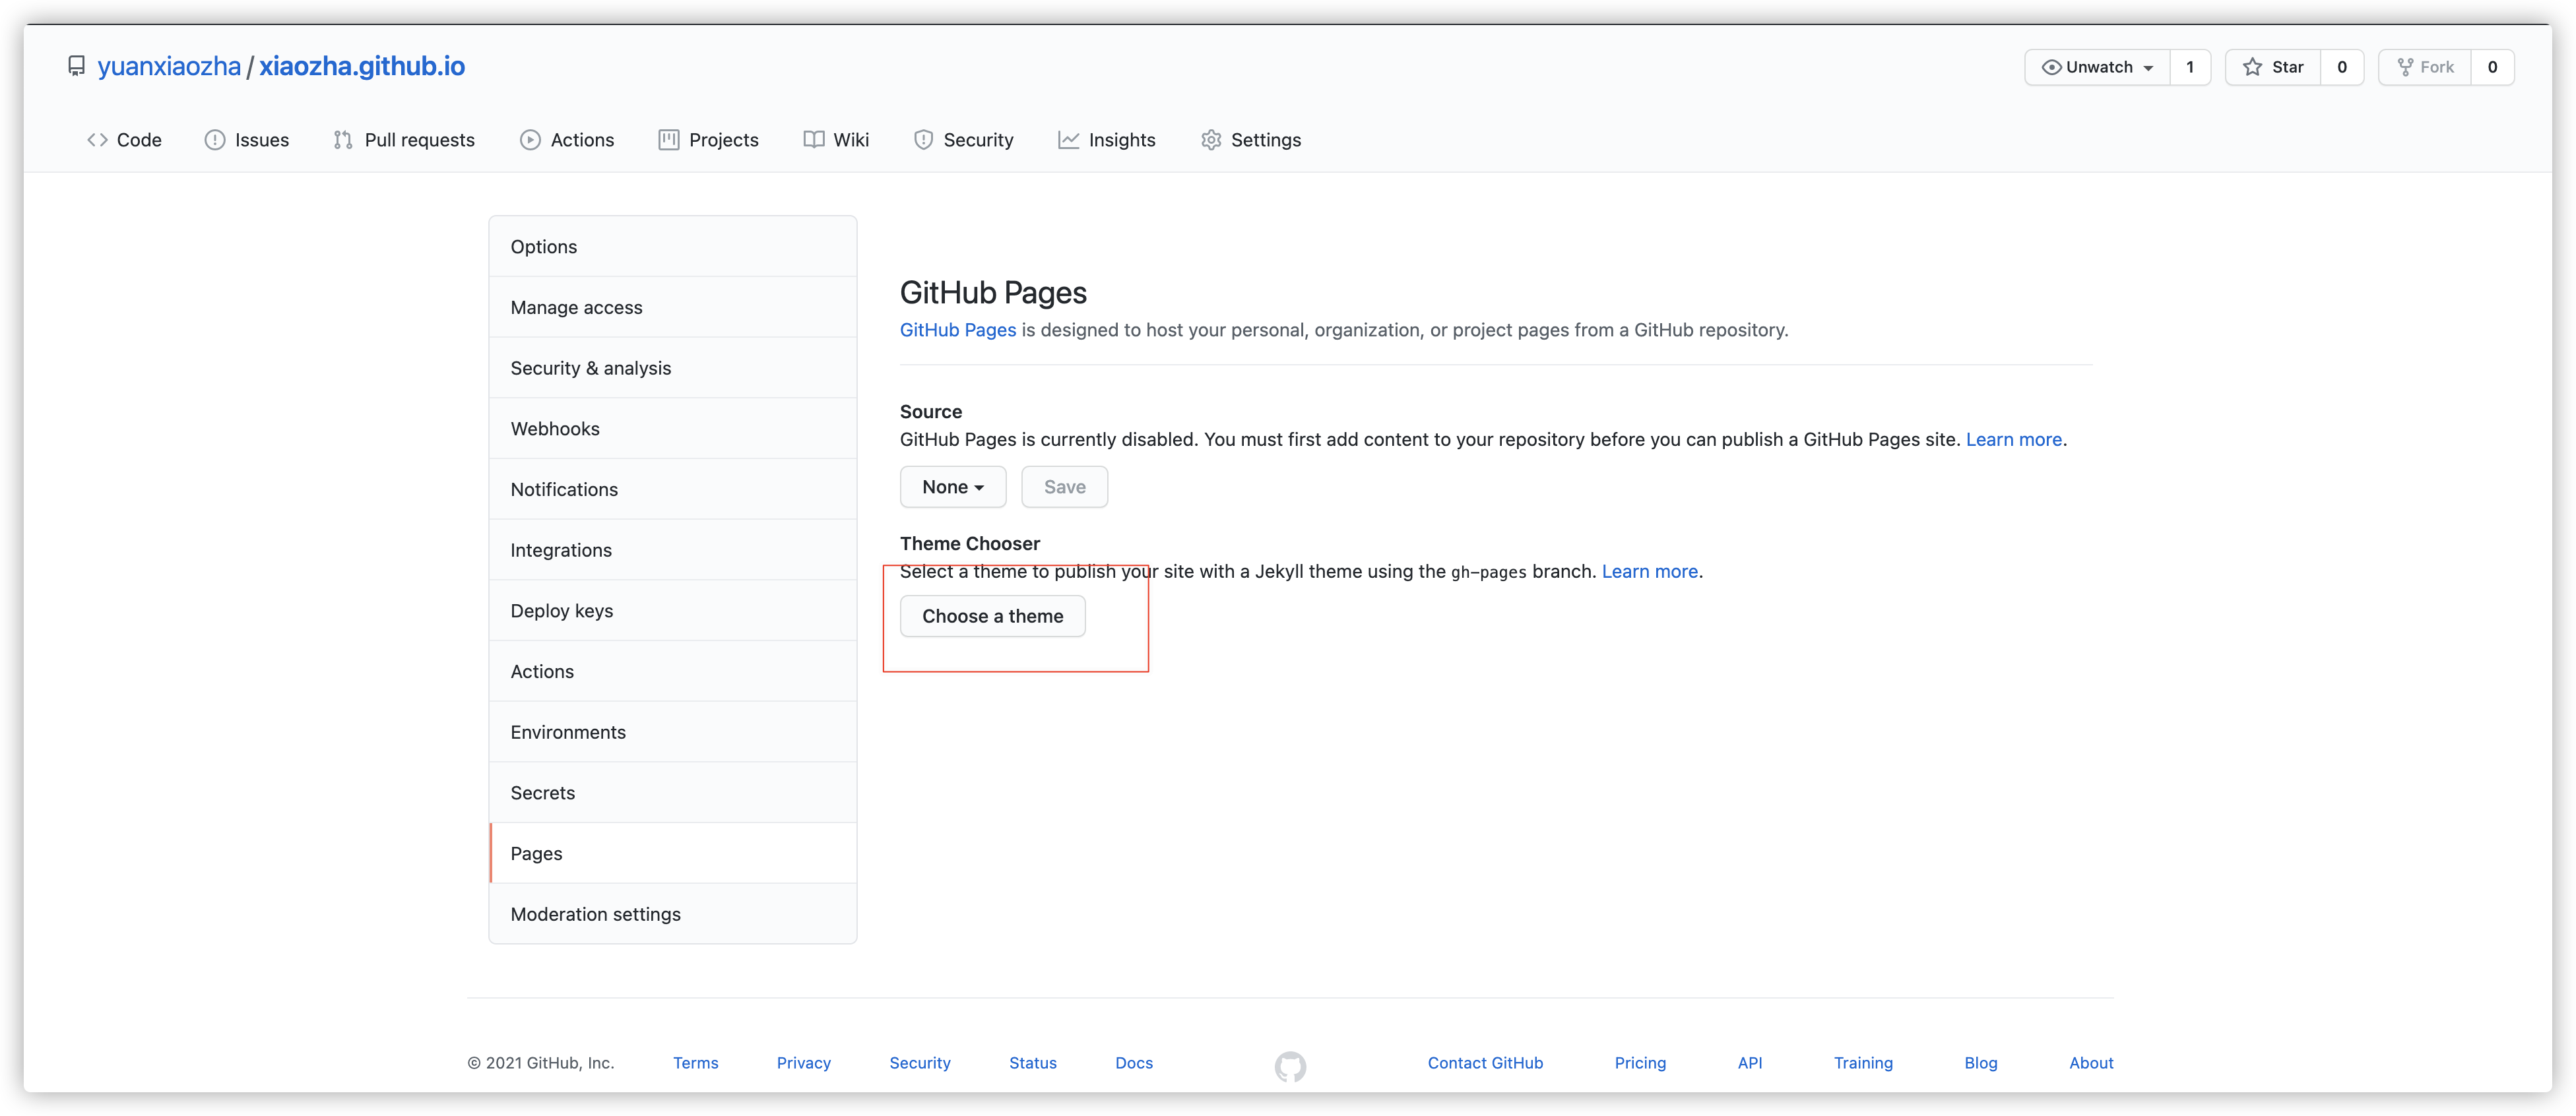 yuanxiaozha / xiaozha.github.io
Unwatch 1 Star 0 Fork 0
Code Issues Pull requests Actions Projects Wiki Security Insights Settings
Options
Manage access
Security & analysis
Webhooks
Notifications
Integrations
Deploy keys
Actions
Environments
Secrets
Pages
Moderation settings
GitHub Pages
GitHub Pages is designed to host your personal, organization, or project pages from a GitHub repository.
Source
GitHub Pages is currently disabled. You must first add content to your repository before you can publish a GitHub Pages site. Learn more.
None Save
Theme Chooser
Select a theme to publish your site with a Jekyll theme using the gh-pages branch. Learn more.
Choose a theme
© 2021 GitHub, Inc. Terms Privacy Security Status Docs Contact GitHub Pricing API Training Blog About